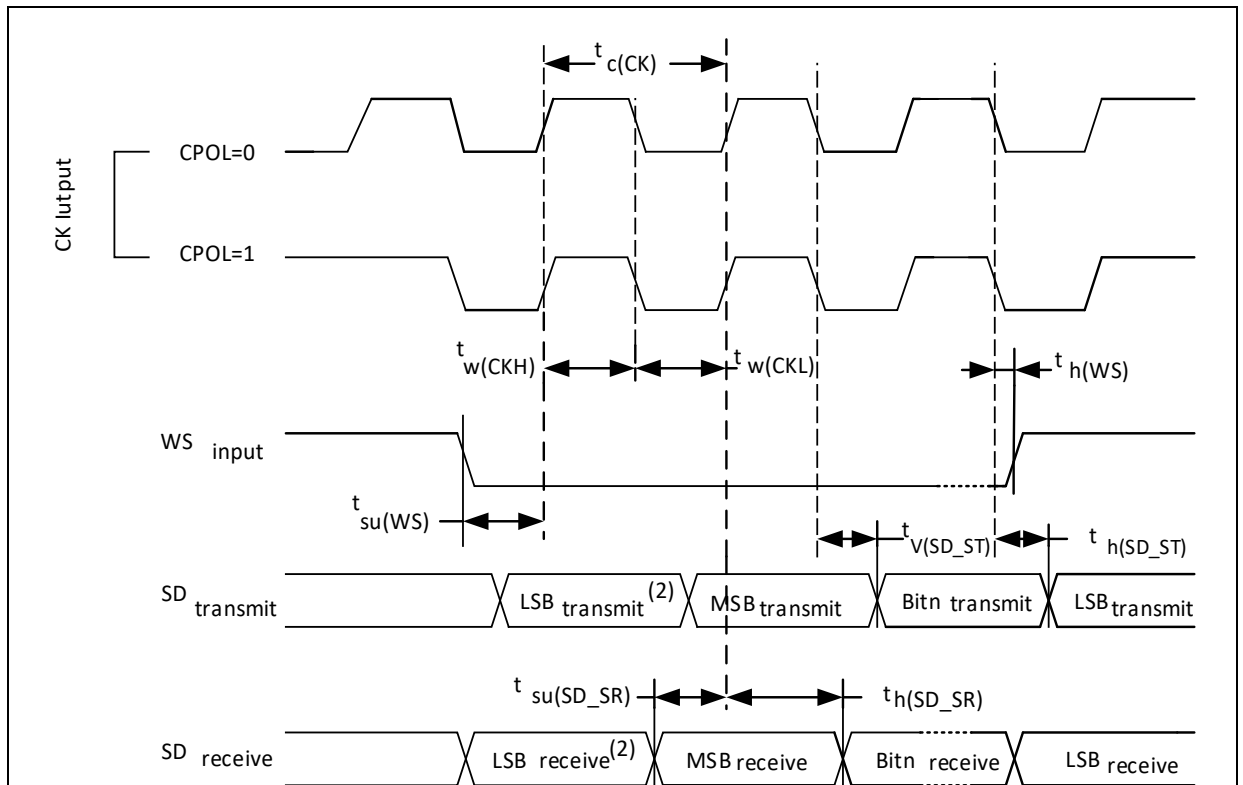 t c(CK)
CK lutput
CPOL=0
CPOL=1
t w(CKH)
t w(CKL)
t h(WS)
WS input
t su(WS)
t V(SD_ST)
t h(SD_ST)
SD transmit
LSB transmit (2)
MSB transmit
Bitn transmit
LSB transmit
t su(SD_SR)
t h(SD_SR)
SD receive
LSB receive (2)
MSB receive
Bitn receive
LSB receive